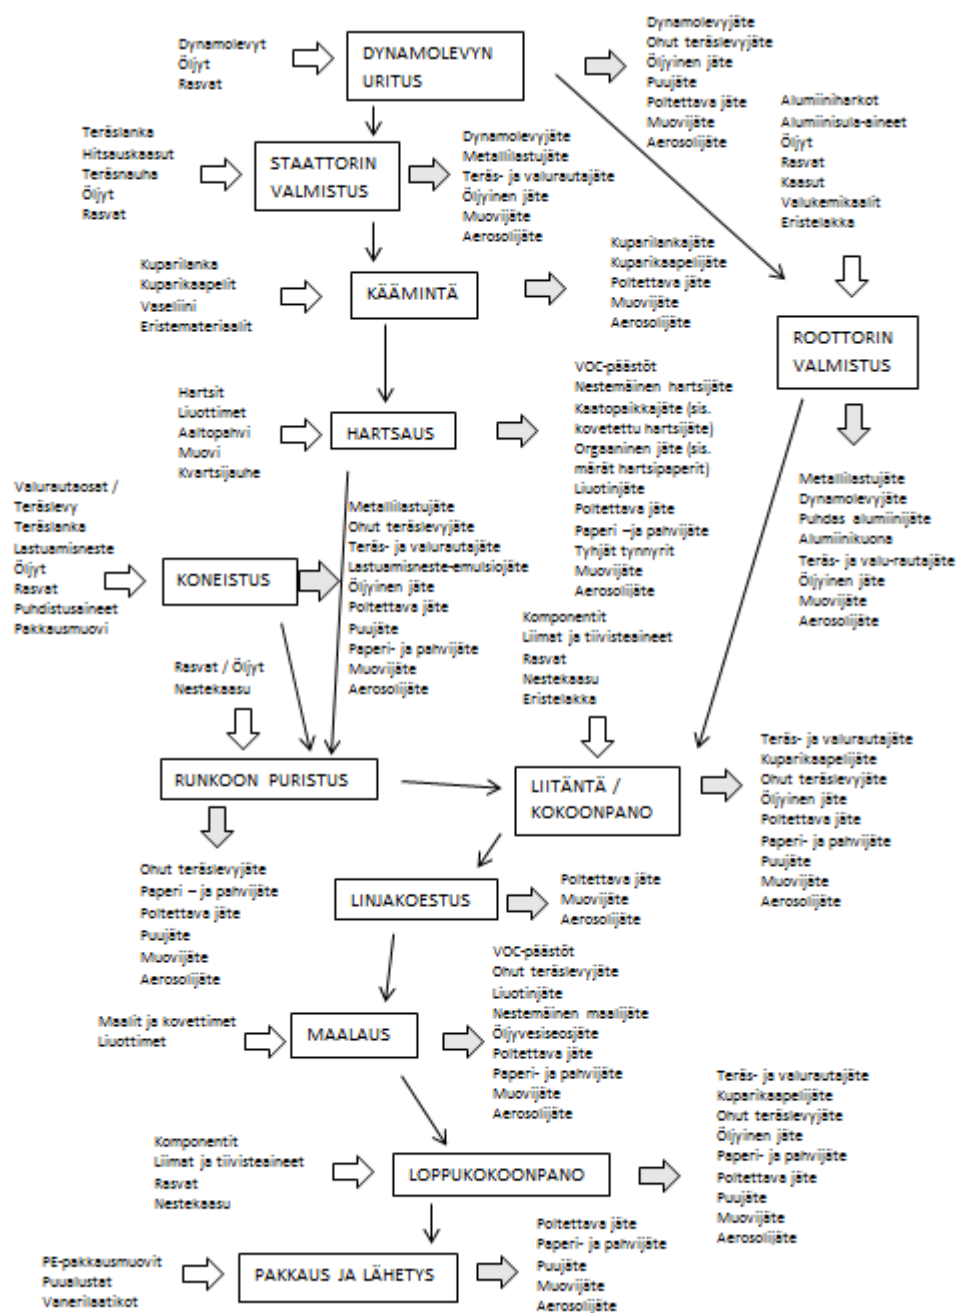 Dynamolevyt
Öljyt
Rasvat
DYNAMOLEVYN
URITUS
Dynamolevyjäte
Ohut teräslevyjäte
Öljyinen jäte
Puujäte
Poltettava jäte
Muovijäte
Aerosolijäte
Alumiiniharkot
Alumiinisula-aineet
Öljyt
Rasvat
Kaasut
Valukemikaalit
Eristelakka
Teräslanka
Hitsauskaasut
Teräsnauha
Öljyt
Rasvat
STAATTORIN
VALMISTUS
Dynamolevyjäte
Metallilastujäte
Teräs- ja valurautajäte
Öljyinen jäte
Muovijäte
Aerosolijäte
Kuparilanka
Kuparikaapelit
Vaseliini
Eristemateriaalit
KÄÄMINTÄ
Kuparilankajäte
Kuparikaapelijäte
Poltettava jäte
Muovijäte
Aerosolijäte
ROOTTORIN
VALMISTUS
Hartsit
Liuottimet
Aaltopahvi
Muovi
Kvartsijauhe
HARTSAUS
VOC-päästöt
Nestemäinen hartsijäte
Kaatopaikkajäte (sis.
kovetettu hartsijäte)
Orgaaninen jäte (sis.
märät hartsipaperit)
Liuotinjäte
Poltettava jäte
Paperi –ja pahvijäte
Tyhjät tynnyrit
Muovijäte
Aerosolijäte
Metallilastujäte
Dynamolevyjäte
Puhdas alumiinijäte
Alumiinikuona
Teräs- ja valu-rautajäte
Öljyinen jäte
Muovijäte
Aerosolijäte
Valurautaosat /
Teräslevy
Teräslanka
Lastuamisneste
Öljyt
Rasvat
Puhdistusaineet
Pakkausmuovi
KONEISTUS
Metallilastujäte
Ohut teräslevyjäte
Teräs- ja valurautajäte
Lastuamisneste-emulsiojäte
Öljyinen jäte
Poltettava jäte
Puujäte
Paperi- ja pahvijäte
Muovijäte
Aerosolijäte
Rasvat / Öljyt
Nestekaasu
Komponentit
Liimat ja tiivisteaineet
Rasvat
Nestekaasu
Eristelakka
RUNKOON PURISTUS
LIITÄNTÄ /
KOKOONPANO
Teräs- ja valurautajäte
Kuparikaapelijäte
Ohut teräslevyjäte
Öljyinen jäte
Poltettava jäte
Paperi- ja pahvijäte
Puujäte
Muovijäte
Aerosolijäte
Ohut teräslevyjäte
Paperi – ja pahvijäte
Poltettava jäte
Puujäte
Muovijäte
Aerosolijäte
LINJAKOESTUS
Poltettava jäte
Muovijäte
Aerosolijäte
Maalit ja kovettimet
Liuottimet
MAALAUS
VOC-päästöt
Ohut teräslevyjäte
Liuotinjäte
Nestemäinen maalijäte
Öljyvesiseosjäte
Poltettava jäte
Paperi- ja pahvijäte
Muovijäte
Aerosolijäte
Komponentit
Liimat ja tiivisteaineet
Rasvat
Nestekaasu
LOPPUKOKOONPANO
Teräs- ja valurautajäte
Kuparikaapelijäte
Ohut teräslevyjäte
Öljyinen jäte
Paperi- ja pahvijäte
Poltettava jäte
Puujäte
Muovijäte
Aerosolijäte
PE-pakkausmuovit
Puualustat
Vanerilaatikot
PAKKAUS JA LÄHETYS
Poltettava jäte
Paperi- ja pahvijäte
Puujäte
Muovijäte
Aerosolijäte